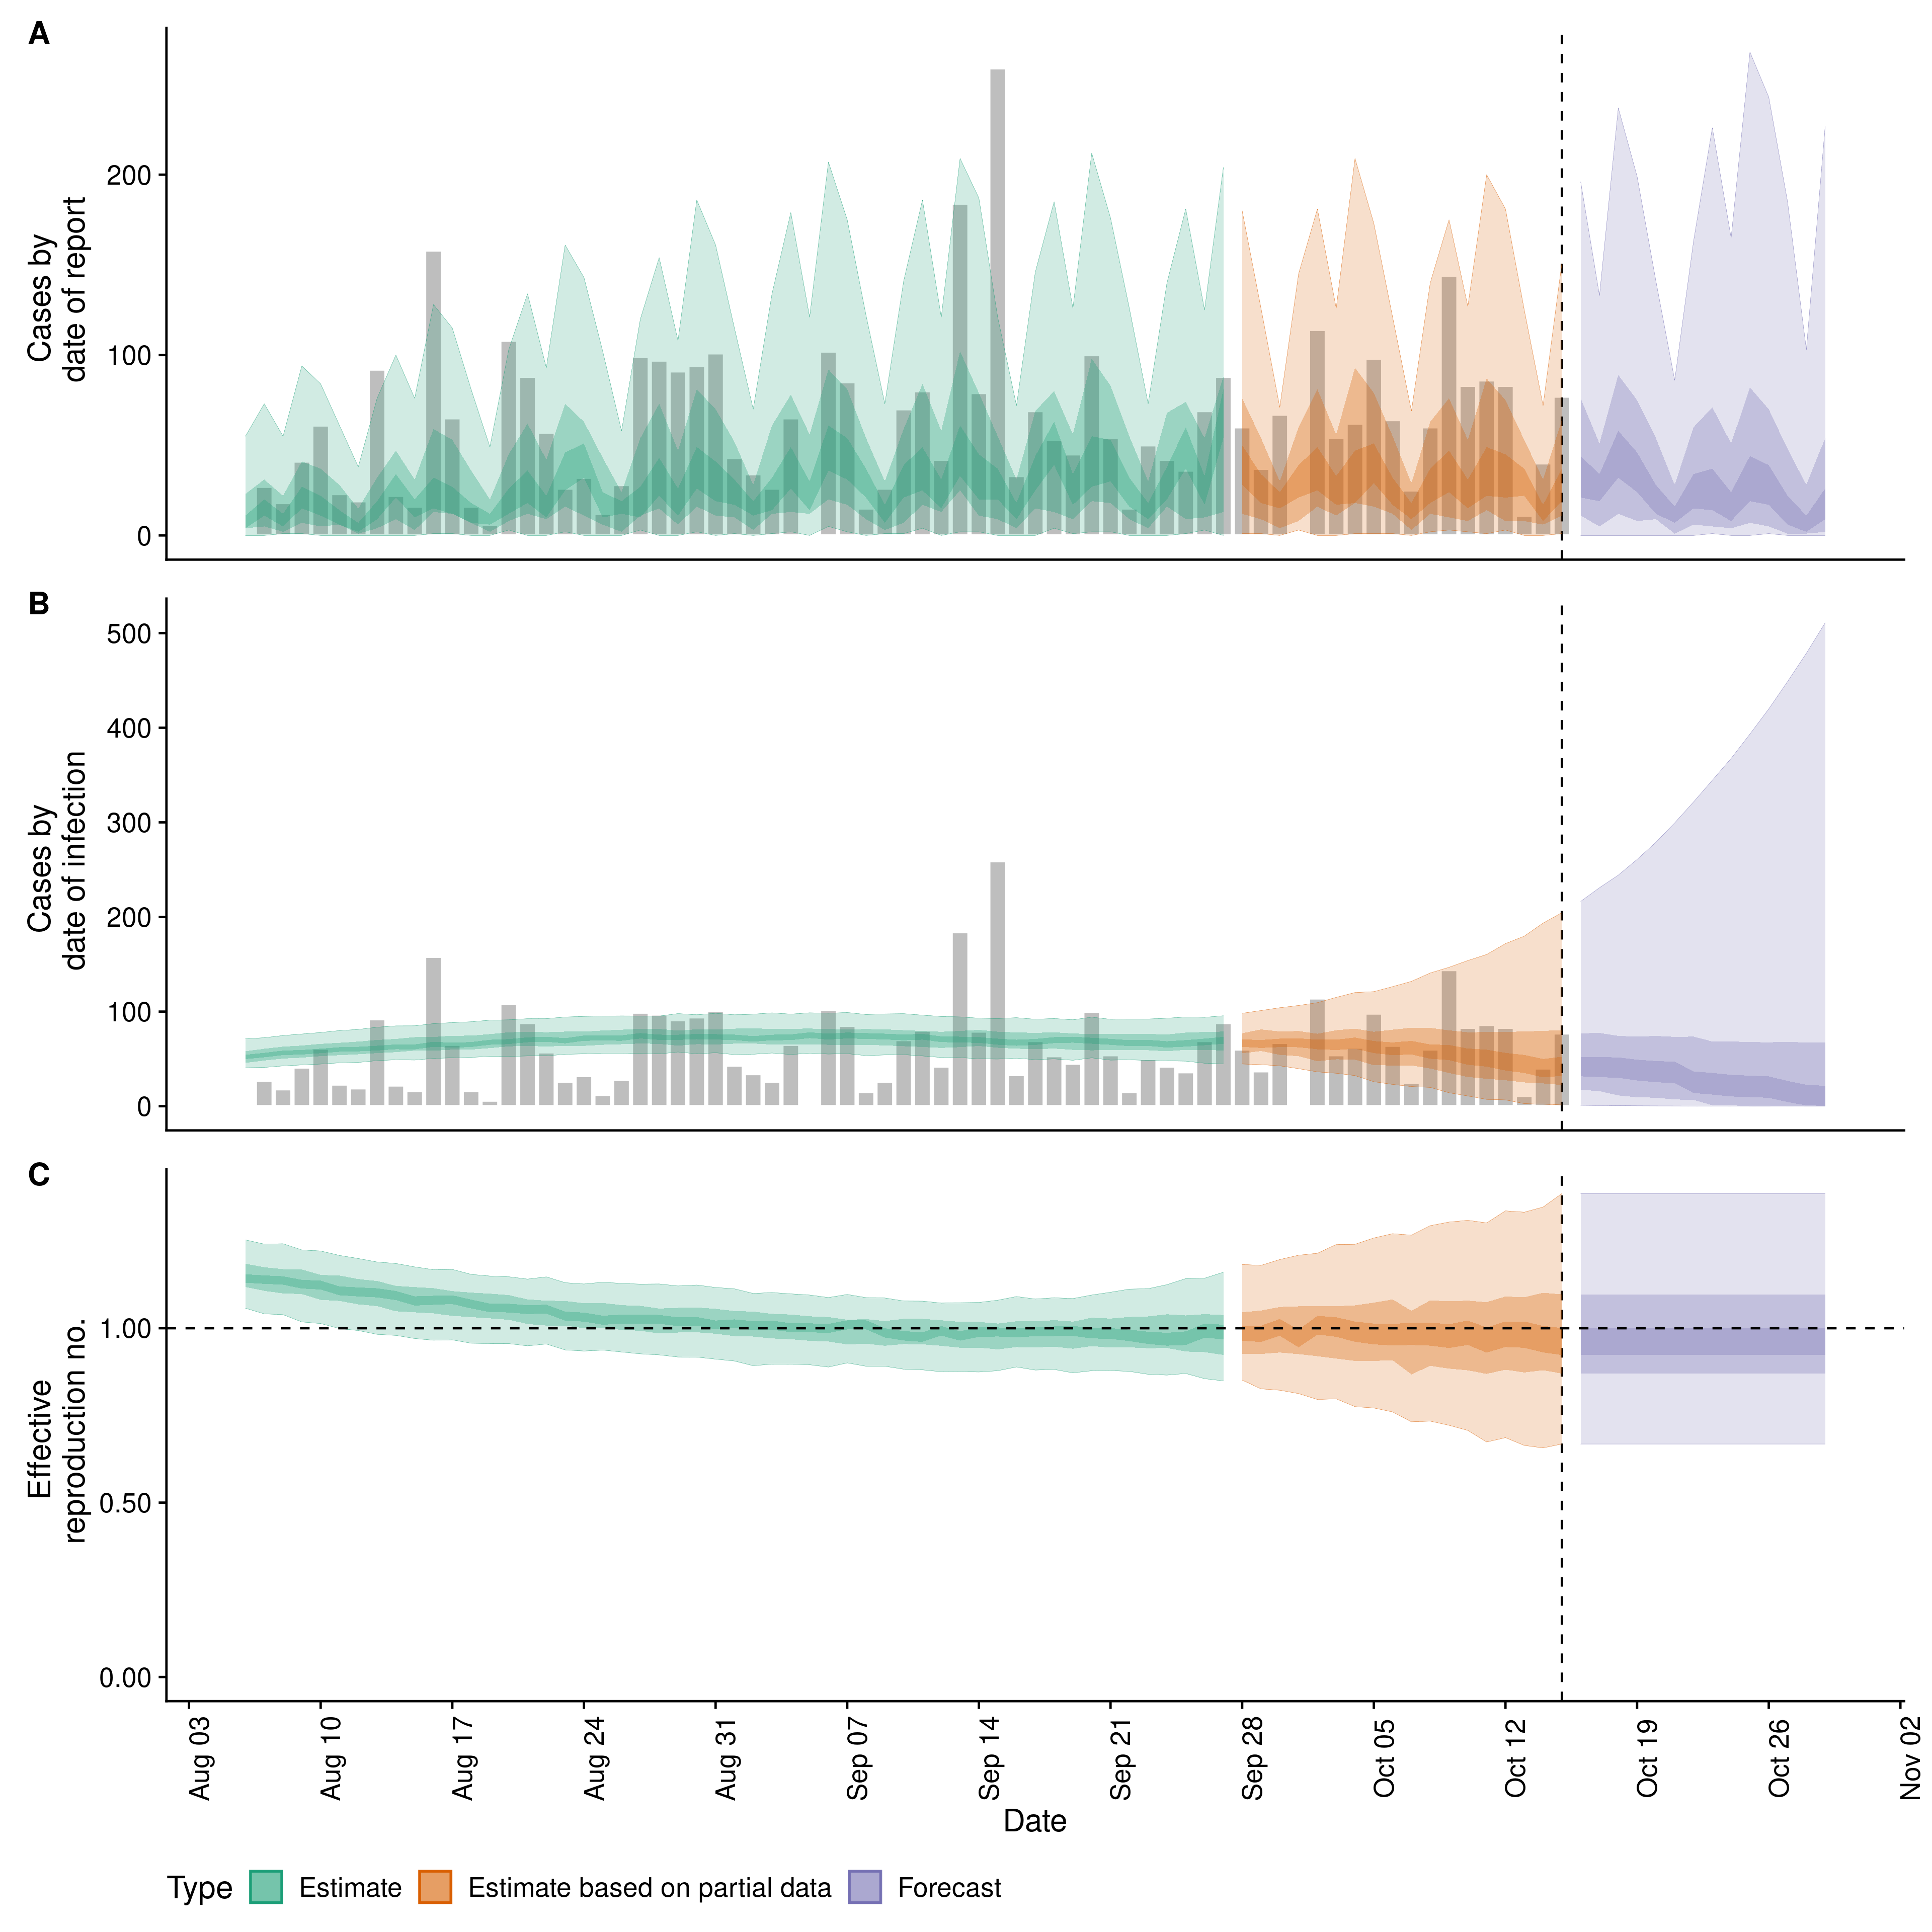 A
Cases by
date of report
200
100
0
B
Cases by
date of infection
500
400
300
200
100
0
C
Effective
reproduction no.
1.00
0.50
0.00
Aug 03
Aug 10
Aug 17
Aug 24
Aug 31
Sep 07
Sep 14
Sep 21
Sep 28
Oct 05
Oct 12
Oct 19
Oct 26
Nov 02
Date
Type Estimate Estimate based on partial data Forecast